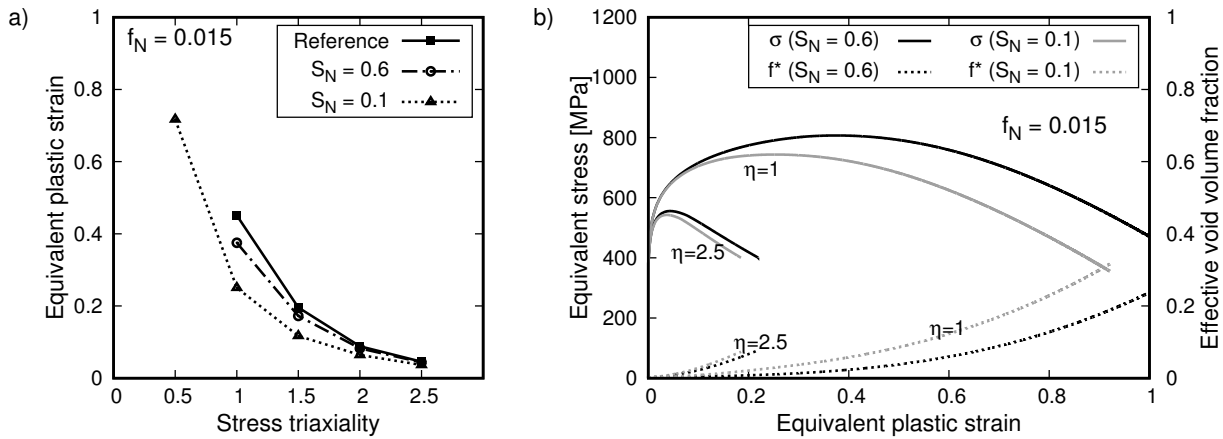 a)
f_N = 0.015
Reference
S_N = 0.6
S_N = 0.1
Equivalent plastic strain
1
0.8
0.6
0.4
0.2
0
0 0.5 1.0 1.5 2.0 2.5
Stress triaxiality
b)
σ (S_N = 0.6) σ (S_N = 0.1)
f* (S_N = 0.6) f* (S_N = 0.1)
f_N = 0.015
η=1
η=2.5
η=2.5
η=1
Equivalent stress [MPa]
1200
1000
800
600
400
200
0
0 0.2 0.4 0.6 0.8 1
Equivalent plastic strain
1
0.8
0.6
0.4
0.2
0
Effective void volume fraction